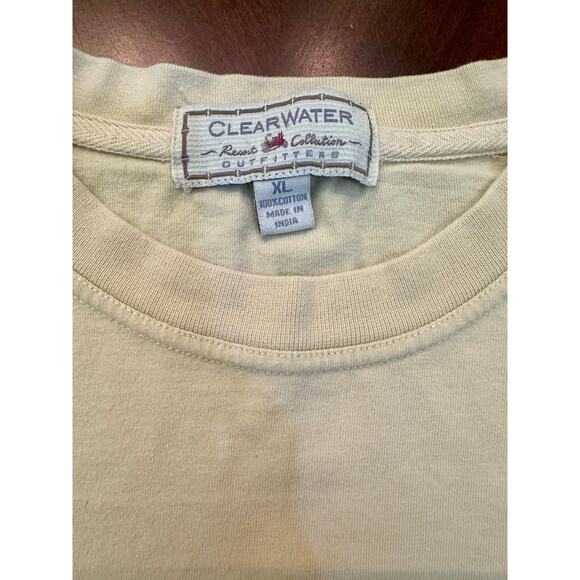 CLEARWATER
Resort Collection
OUTFITTERS
XL
100%COTTON
MADE IN
INDIA